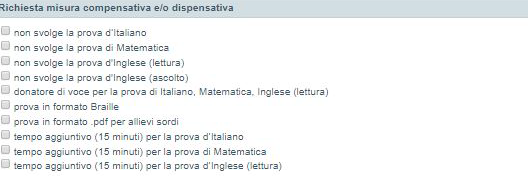 Richiesta misura compensativa e/o dispensativa
non svolge la prova d'Italiano
non svolge la prova di Matematica
non svolge la prova d'Inglese (lettura)
non svolge la prova d'Inglese (ascolto)
donatore di voce per la prova di Italiano, Matematica, Inglese (lettura)
prova in formato Braille
prova in formato .pdf per allievi sordi
tempo aggiuntivo (15 minuti) per la prova d'Italiano
tempo aggiuntivo (15 minuti) per la prova di Matematica
tempo aggiuntivo (15 minuti) per la prova d'Inglese (lettura)